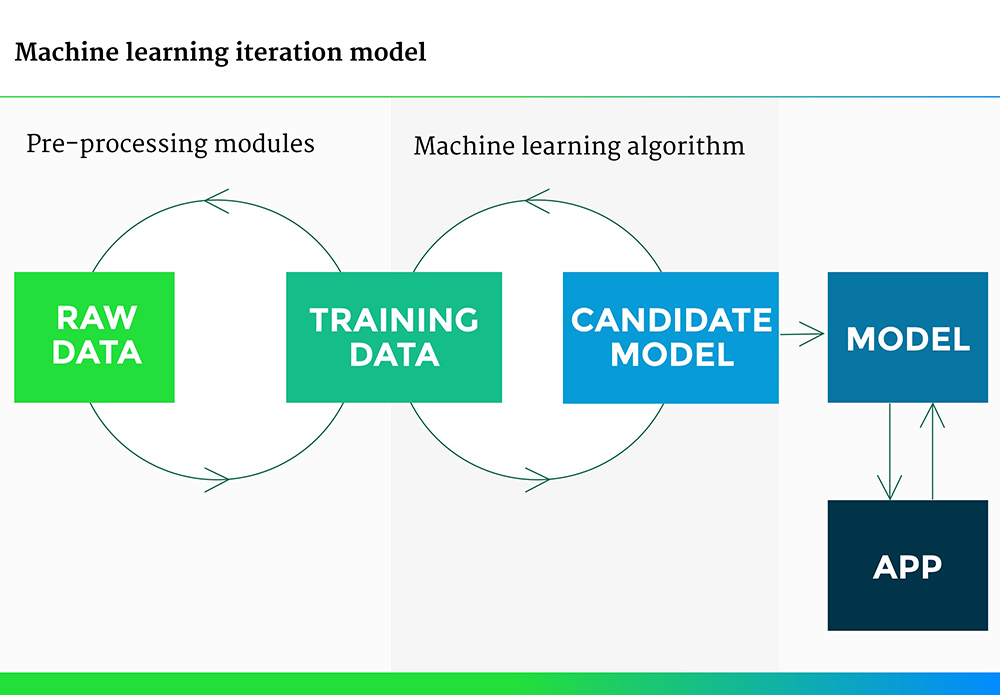 Machine learning iteration model
Pre-processing modules
Machine learning algorithm
RAW
DATA
TRAINING
DATA
CANDIDATE
MODEL
MODEL
APP